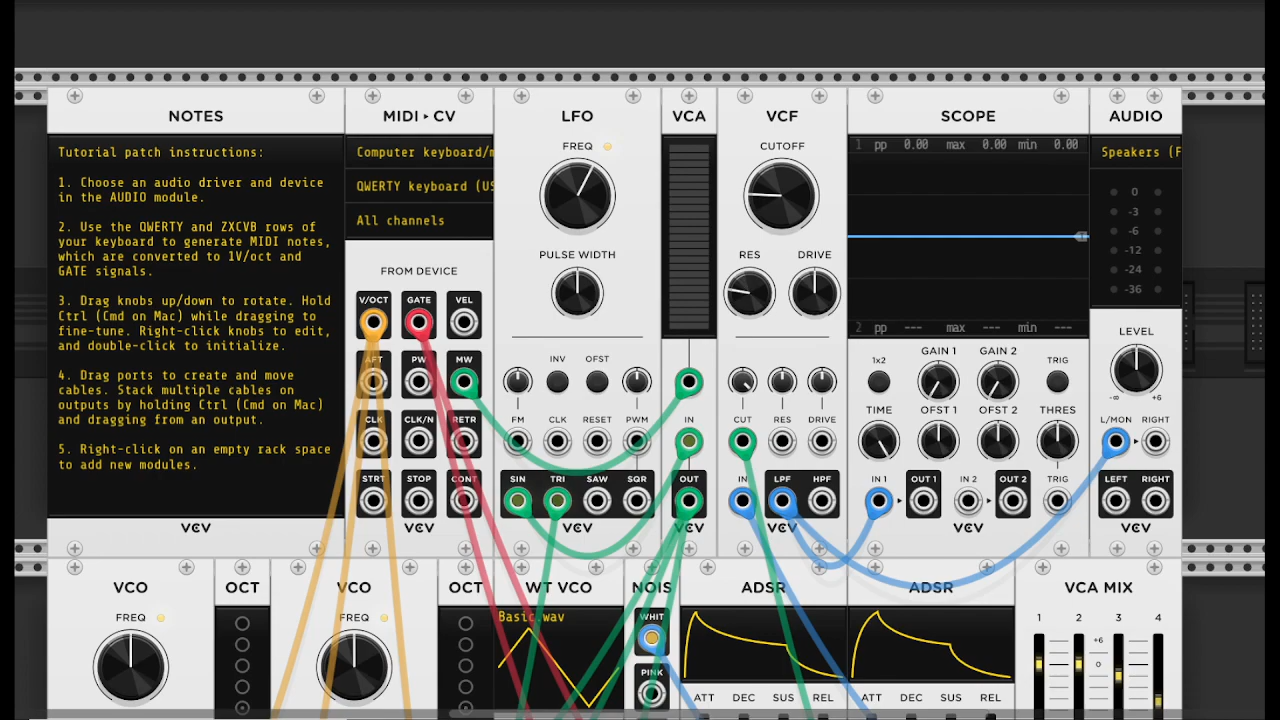 NOTES
MIDI▸CV
LFO
VCA
VCF
SCOPE
AUDIO
Tutorial patch instructions:
1. Choose an audio driver and device
in the AUDIO module.
2. Use the QWERTY and ZXCVB rows of
your keyboard to generate MIDI notes,
which are converted to 1V/oct and
GATE signals.
3. Drag knobs up/down to rotate. Hold
Ctrl (Cmd on Mac) while dragging to
fine-tune. Right-click knobs to edit,
and double-click to initialize.
4. Drag ports to create and move
cables. Stack multiple cables on
outputs by holding Ctrl (Cmd on Mac)
and dragging from an output.
5. Right-click on an empty rack space
to add new modules.
VCV
Computer keyboard/m
QWERTY keyboard (US
All channels
FROM DEVICE
V/OCT GATE VEL
AFT PW MW
CLK CLK/N RETR
STRT STOP CONT
VCV
FREQ
PULSE WIDTH
INV OFST
FM CLK RESET PWM
SIN TRI SAW SQR
VCV
IN
OUT
VCV
CUTOFF
RES DRIVE
CUT RES DRIVE
IN LPF HPF
VCV
1 pp 0.00 max 0.00 min 0.00
2 pp --- max --- min ---
1x2 GAIN 1 GAIN 2 TRIG
TIME OFST 1 OFST 2 THRES
IN 1 OUT 1 IN 2 OUT 2 TRIG
VCV
Speakers (F
0
-3
-6
-12
-24
-36
LEVEL
-∞ +6
L/MON RIGHT
LEFT RIGHT
VCV
VCO
OCT
VCO
OCT
WT VCO
NOIS
ADSR
ADSR
VCA MIX
FREQ
FREQ
Basic.wav
WHIT
PINK
ATT DEC SUS REL
ATT DEC SUS REL
1 2 3 4
+6
0